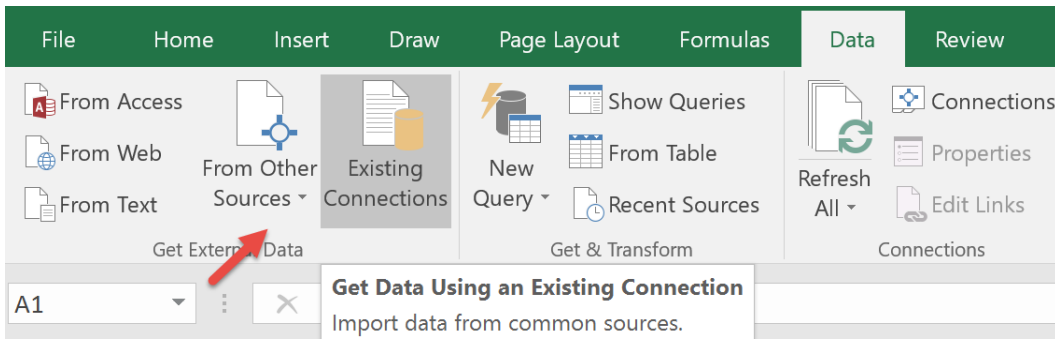 File Home Insert Draw Page Layout Formulas Data Review
From Access
From Web
From Text
From Other
Sources
Existing
Connections
Get External Data
New
Query
Show Queries
From Table
Recent Sources
Get & Transform
Refresh
All
Connections
Properties
Edit Links
Connections
A1
Get Data Using an Existing Connection
Import data from common sources.